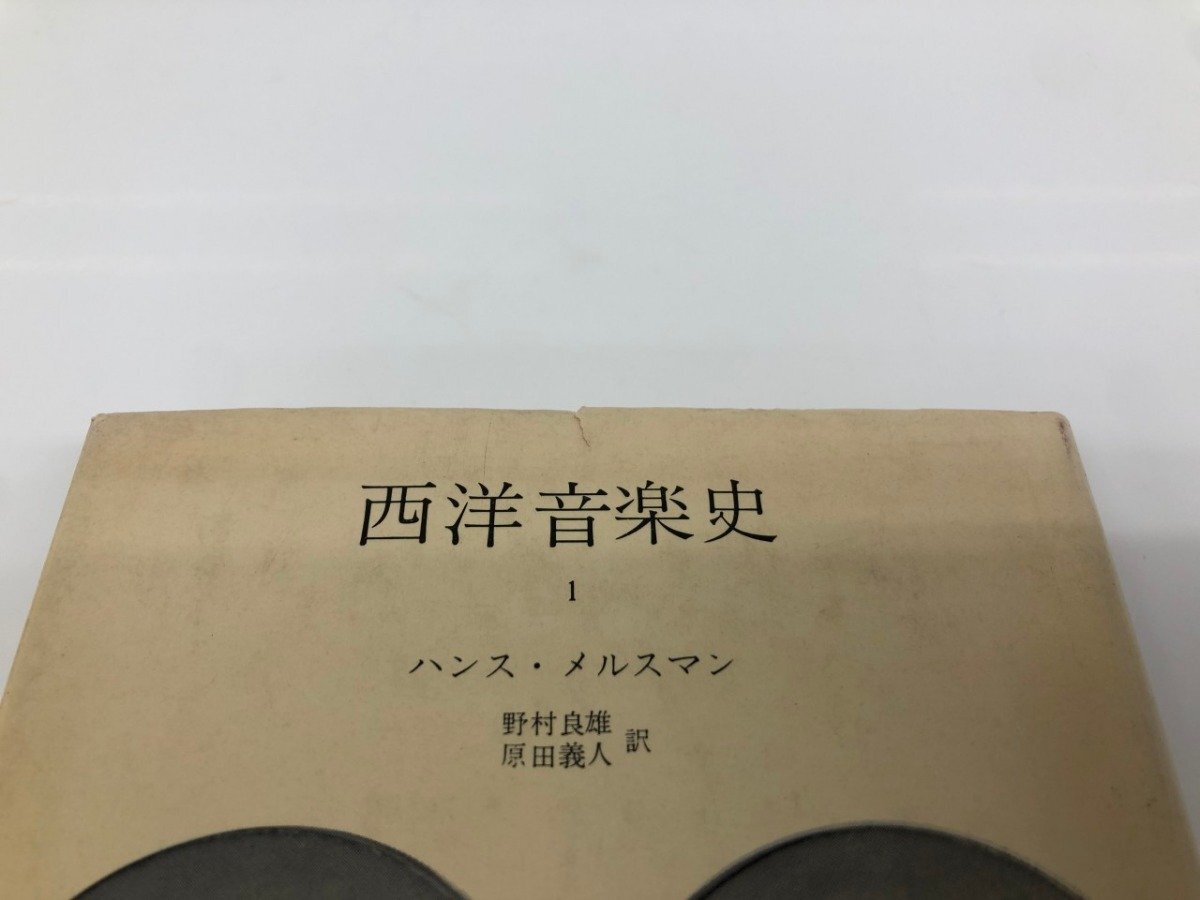 西洋音楽史
1
ハンス・メルスマン
野村良雄
原田義人 訳